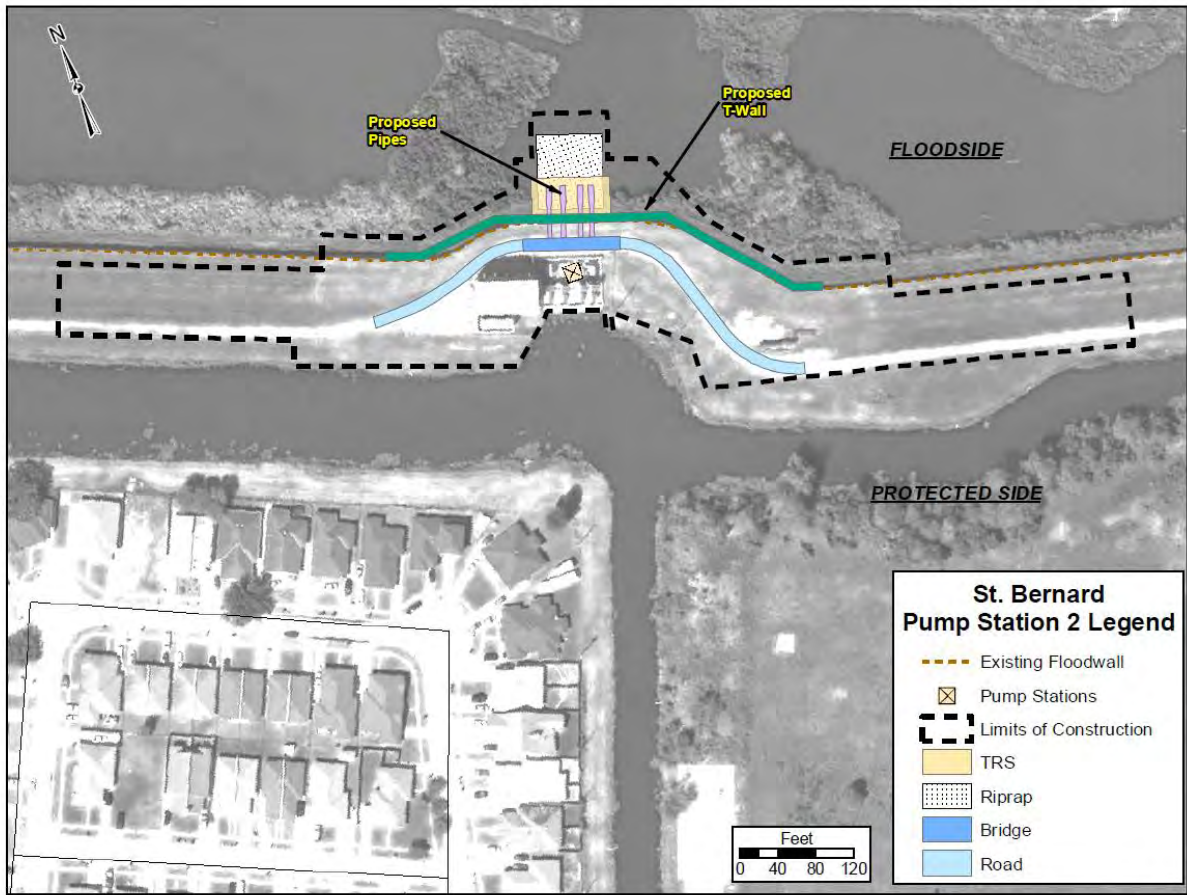 N
Proposed
Pipes
Proposed
T-Wall
FLOODSIDE
PROTECTED SIDE
St. Bernard
Pump Station 2 Legend
Existing Floodwall
Pump Stations
Limits of Construction
TRS
Riprap
Bridge
Road
Feet
0 40 80 120